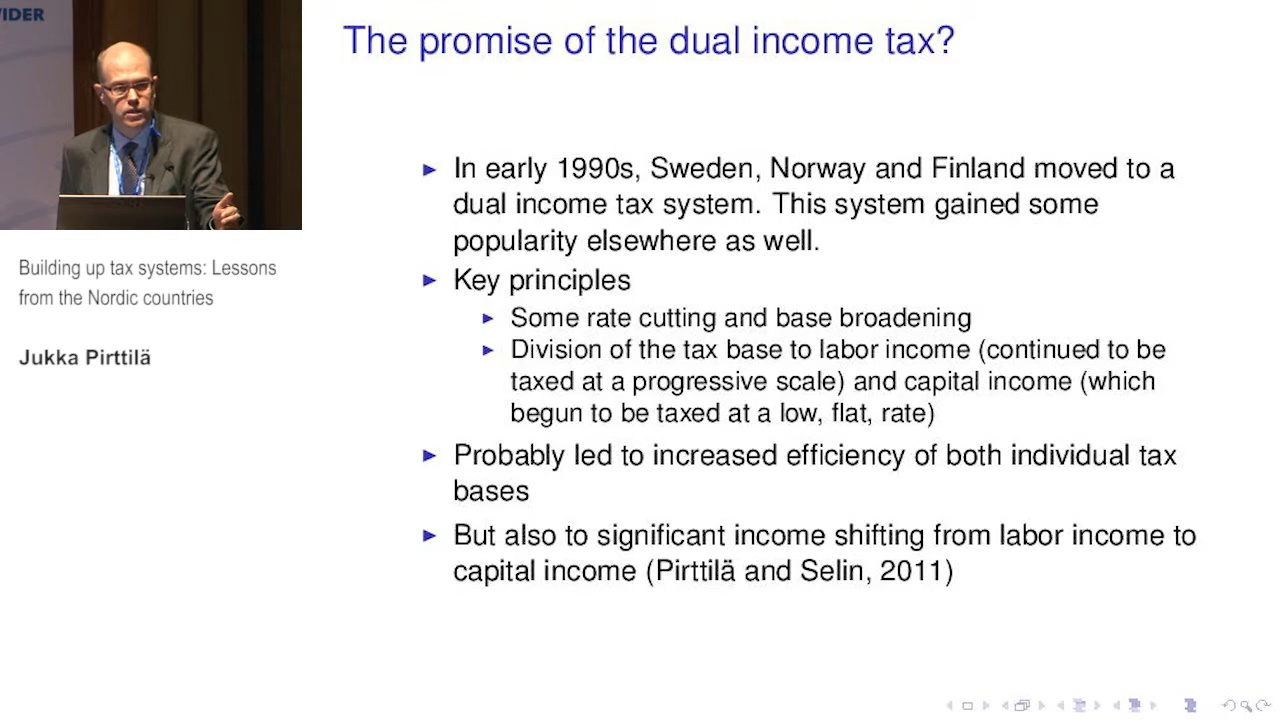 WIDER
The promise of the dual income tax?
In early 1990s, Sweden, Norway and Finland moved to a
dual income tax system. This system gained some
popularity elsewhere as well.
Key principles
Some rate cutting and base broadening
Division of the tax base to labor income (continued to be
taxed at a progressive scale) and capital income (which
begun to be taxed at a low, flat, rate)
Probably led to increased efficiency of both individual tax
bases
But also to significant income shifting from labor income to
capital income (Pirttilä and Selin, 2011)
Building up tax systems: Lessons
from the Nordic countries
Jukka Pirttilä